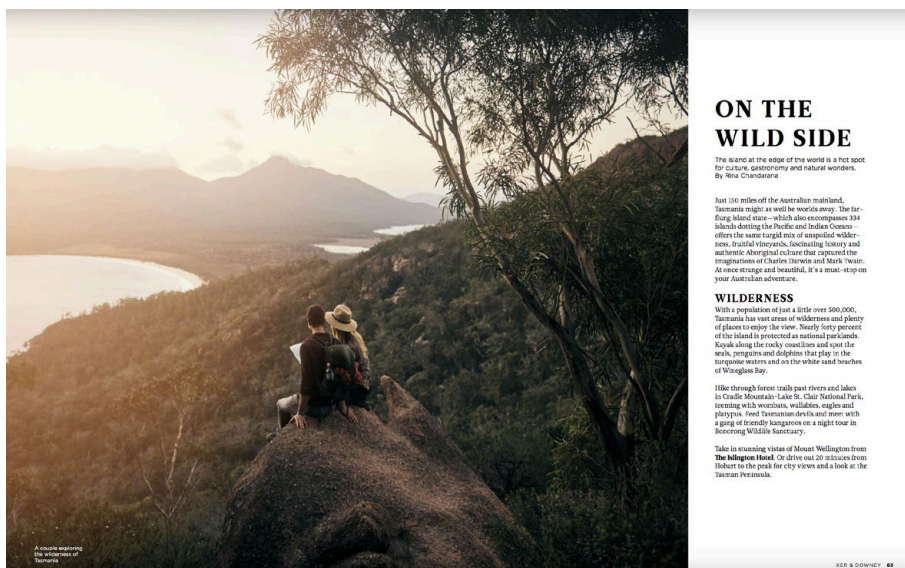 ON THE
WILD SIDE
The island at the edge of the world is a hot spot
for culture, gastronomy and natural wonders.
By Rina Chandarana
Just 150 miles off the Australian mainland,
Tasmania might as well be worlds away. The far-
flung island state—which also encompasses 334
islands dotting the Pacific and Indian Oceans—
offers the same turgid mix of unspoiled wilder-
ness, fruitful vineyards, fascinating history and
authentic Aboriginal culture that captured the
imaginations of Charles Darwin and Mark Twain.
At once strange and beautiful, it's a must-stop on
your Australian adventure.
WILDERNESS
With a population of just a little over 500,000,
Tasmania has vast areas of wilderness and plenty
of places to enjoy the view. Nearly forty percent
of the island is protected as national parklands.
Kayak along the rocky coastlines and spot the
seals, penguins and dolphins that play in the
turquoise waters and on the white sand beaches
of Wineglass Bay.
Hike through forest trails past rivers and lakes
in Cradle Mountain-Lake St. Clair National Park,
teeming with wombats, wallabies, eagles and
platypus. Feed Tasmanian devils and meet with
a gang of friendly kangaroos on a night tour in
Bonorong Wildlife Sanctuary.
Take in stunning vistas of Mount Wellington from
The Islington Hotel. Or drive out 20 minutes from
Hobart to the peak for city views and a look at the
Tasman Peninsula.
A couple exploring
the wilderness of
Tasmania
KER & DOWNEY 83